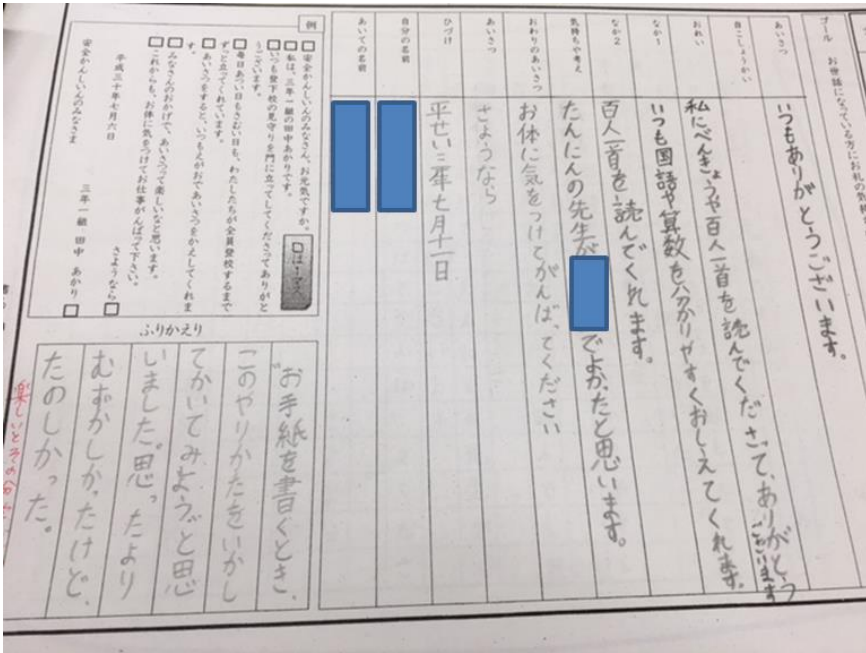 ゴール お世話になっている方にお礼の気持
あいさつ
いつもありがとうございます。
自こしょうかい
おれい
私にべんきょうや百人一首を読んでくださって、ありがとうございます
なか1
いつも国語や算数を分かりやすくおしえてくれます。
なか2
百人一首を読んでくれます。
気持ちや考え
たんにんの先生が でよかったと思います。
おわりのあいさつ
お体に気をつけてがんばってください
あいさつ
さようなら
ひづけ
平せい三年七月十一日
自分の名前
あいての名前
例
□は一マス
□安全かんしいんのみなさん、お元気ですか。
□私は、三年一組の田中あかりです。
□いつも登下校の見守りを門に立ってしてくださってありがと
うございます。
□毎日あつい日もさむい日も、わたしたちが全員登校するまで
ずっと立ってくれています。
□あいさつをすると、いつもえがおであいさつをかえしてくれま
す。
□みなさんのおかげで、あいさつって楽しいなと思います。
□これからも、お体に気をつけてお仕事がんばって下さい。
さようなら□
平成三十年七月六日
三年一組 田中 あかり□
安全かんしいんのみなさま
ふりかえり
お手紙を書くとき、
このやりかたをいかし
てかいてみようと思
いました。思ったより
むずかしかったけど、
たのしかった。